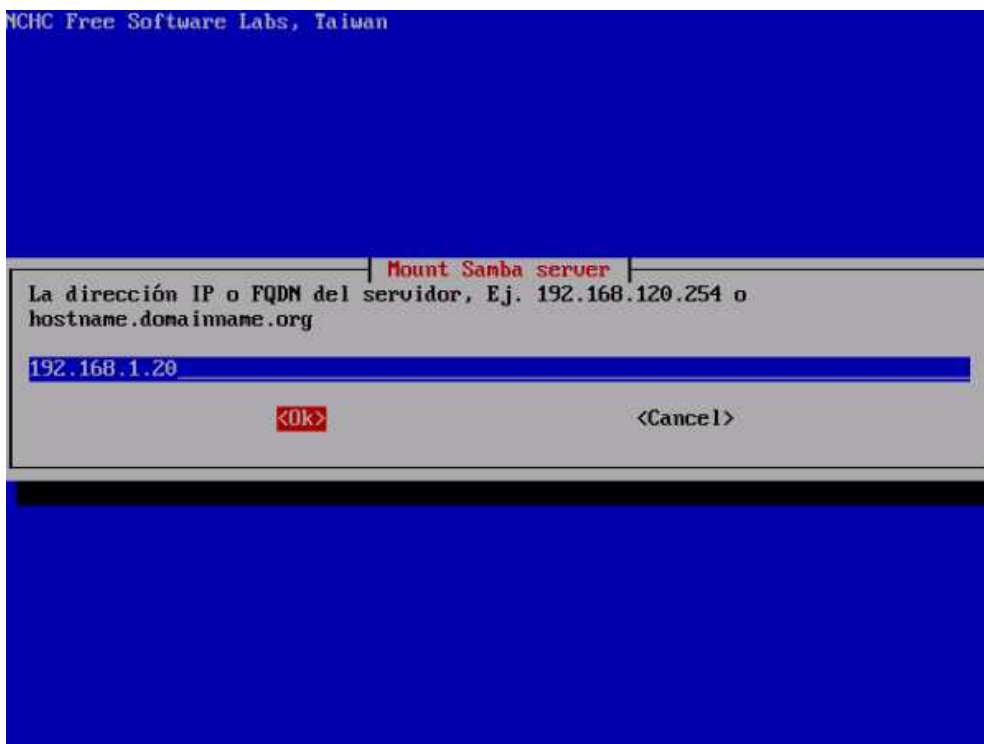 NCHC Free Software Labs, Taiwan
Mount Samba server
La dirección IP o FQDN del servidor, Ej. 192.168.120.254 o
hostname.domainname.org
192.168.1.20
<Ok> <Cancel>